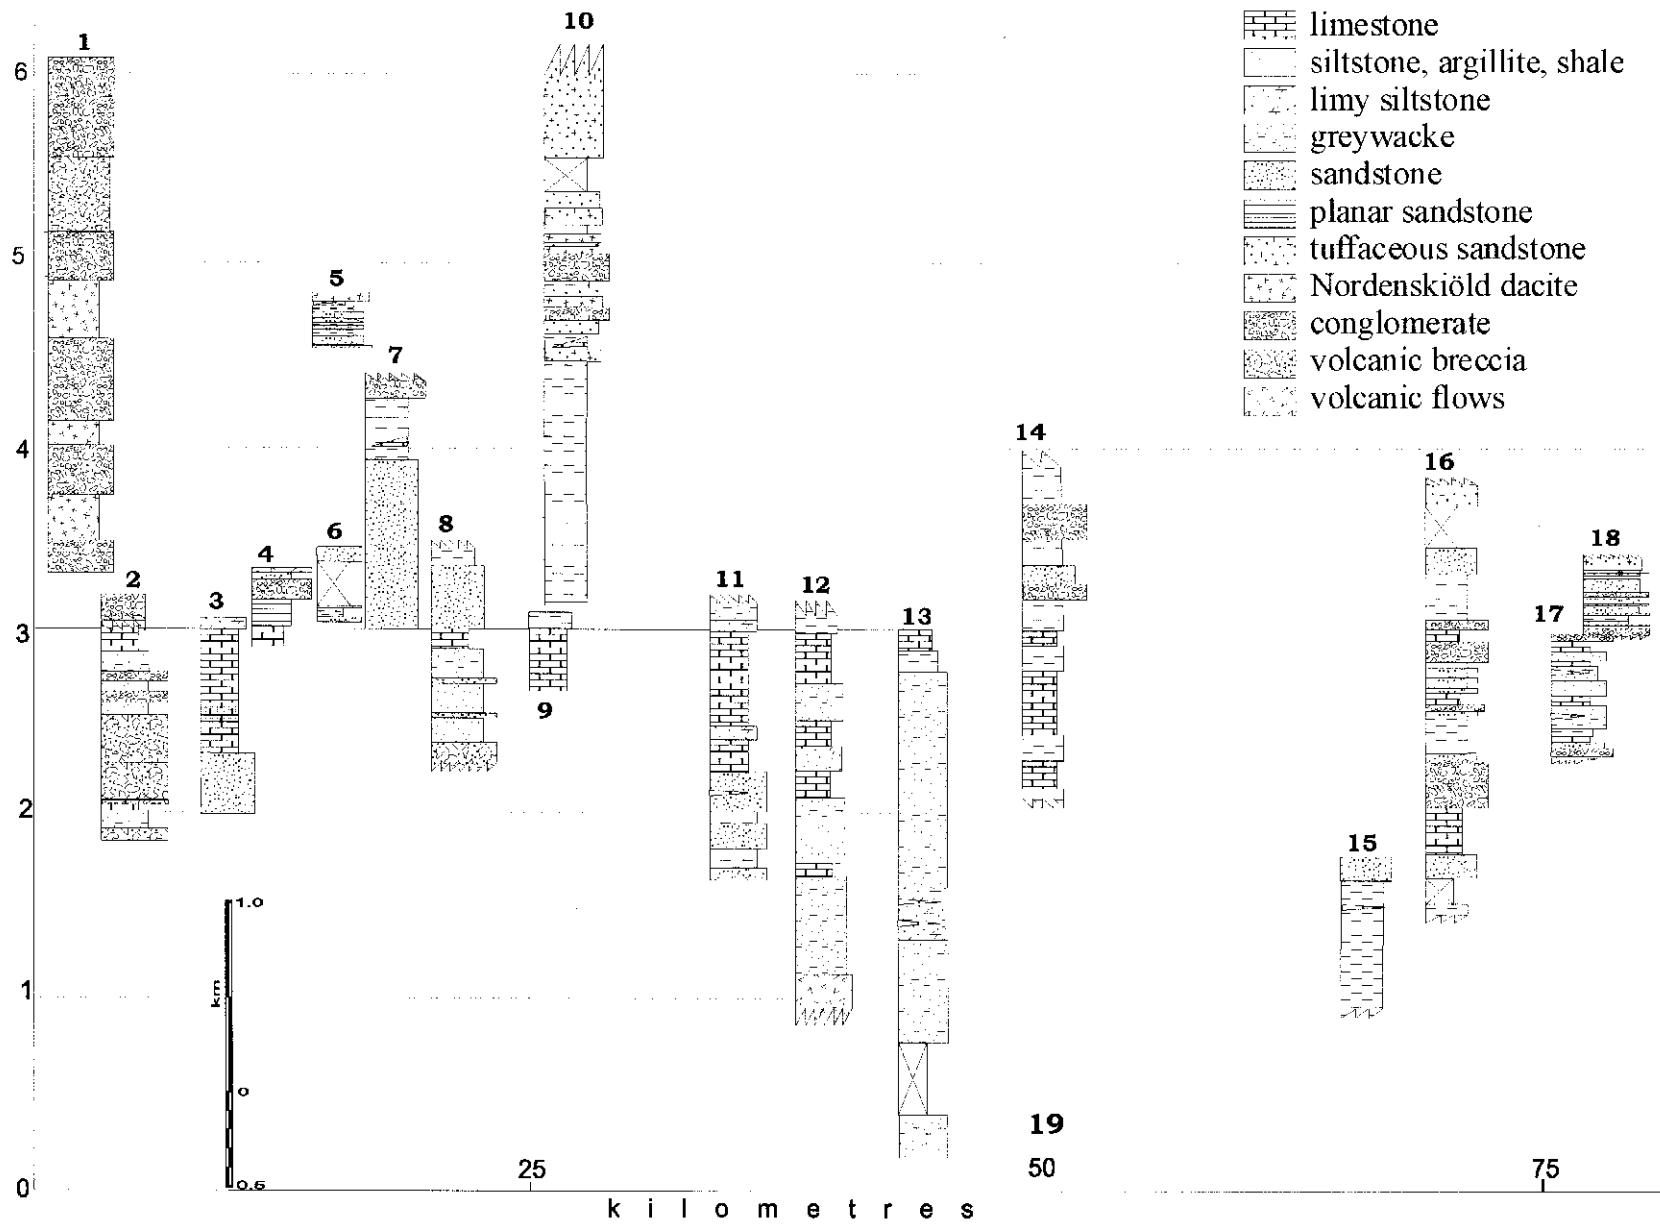 limestone
siltstone, argillite, shale
limy siltstone
greywacke
sandstone
planar sandstone
tuffaceous sandstone
Nordenskiöld dacite
conglomerate
volcanic breccia
volcanic flows
10
1
6
5
5
7
4
14
16
8
6
18
4
2
11
12
3
13
17
3
9
2
15
1.0
km
1
0
19
0.5
0
25
50
75
kilometres